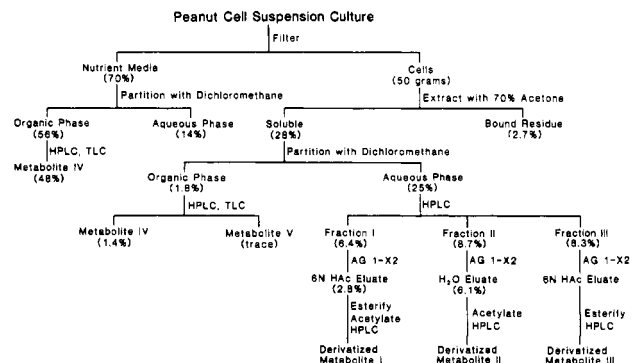 Peanut Cell Suspension Culture
Filter
Nutrient Media
(70%)
Cells
(50 grams)
Partition with Dichloromethane
Extract with 70% Acetone
Organic Phase
(56%)
Aqueous Phase
14%)
Soluble
(28%)
Bound Residue
(2.7%)
HPLC, TLC
Metabolite IV
(48%)
Partition with Dichloromethane
Organic Phase
(1.8%)
Aqueous Phase
(25%)
HPLC, TLC
HPLC
Metabolite IV
(1.4%)
Metabolite V
(trace)
Fraction I
(6.4%)
Fraction II
(8.7%)
Fraction III
(8.3%)
AG 1-X2
AG 1-X2
AG 1-X2
6N HAc Eluate
(2.8%)
H₂O Eluate
(6.1%)
6N HAc Eluate
Esterify
Acetylate
HPLC
Acetylate
HPLC
Esterify
HPLC
Derivatized
Metabolite I
Derivatized
Metabolite II
Derivatized
Metabolite III